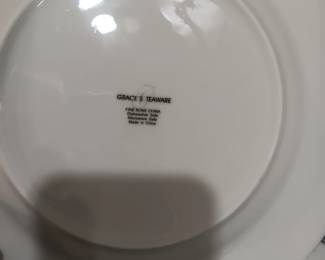 GRACE'S TEAWARE
FINE BONE CHINA
Dishwasher Safe
Microwave Safe
Made in China